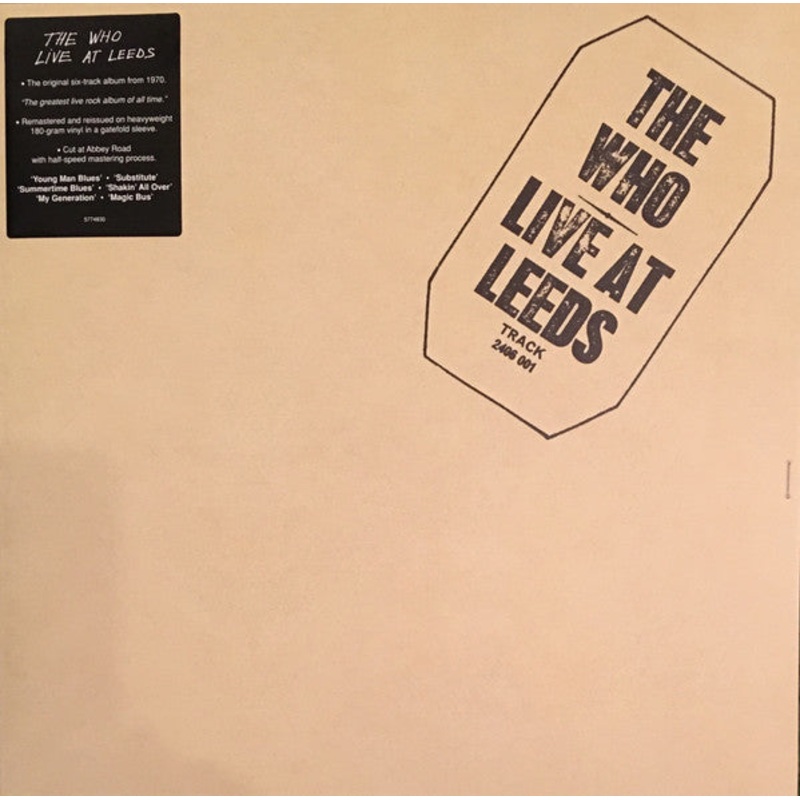 THE WHO
LIVE AT LEEDS
• The original six-track album from 1970.
"The greatest live rock album of all time."
• Remastered and reissued on heavyweight
180-gram vinyl in a gatefold sleeve.
• Cut at Abbey Road
with half-speed mastering process.
'Young Man Blues' • 'Substitute'
'Summertime Blues' • 'Shakin' All Over'
'My Generation' • 'Magic Bus'
THE
WHO
LIVE AT
LEEDS
TRACK
2406 001